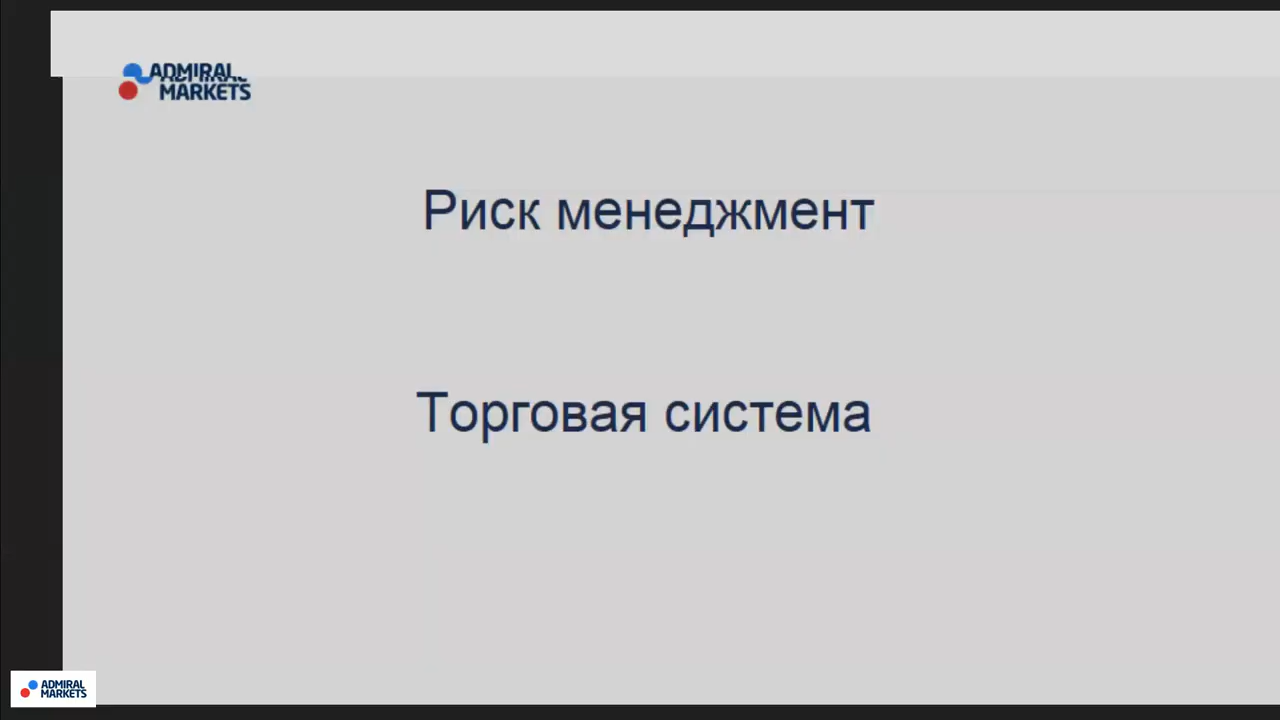 ADMIRAL
MARKETS
Риск менеджмент
Торговая система
ADMIRAL
MARKETS